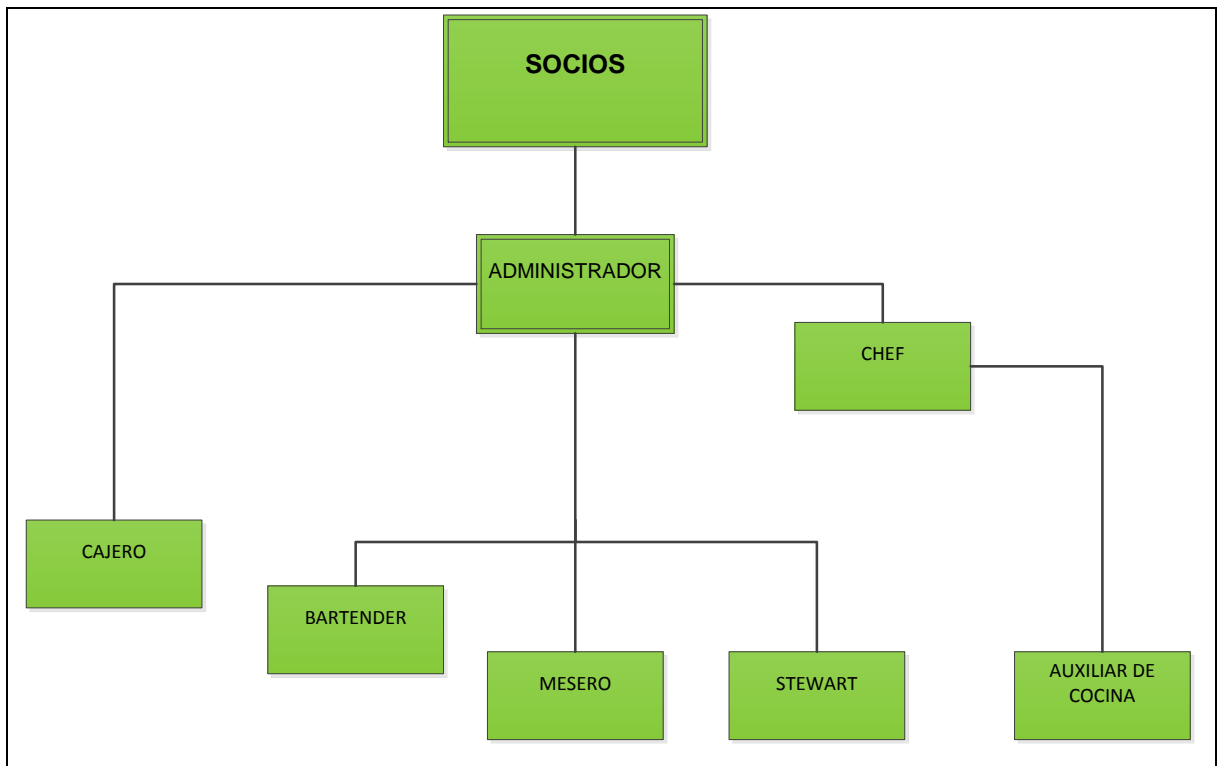 SOCIOS
ADMINISTRADOR
CHEF
CAJERO
BARTENDER
MESERO
STEWART
AUXILIAR DE
COCINA